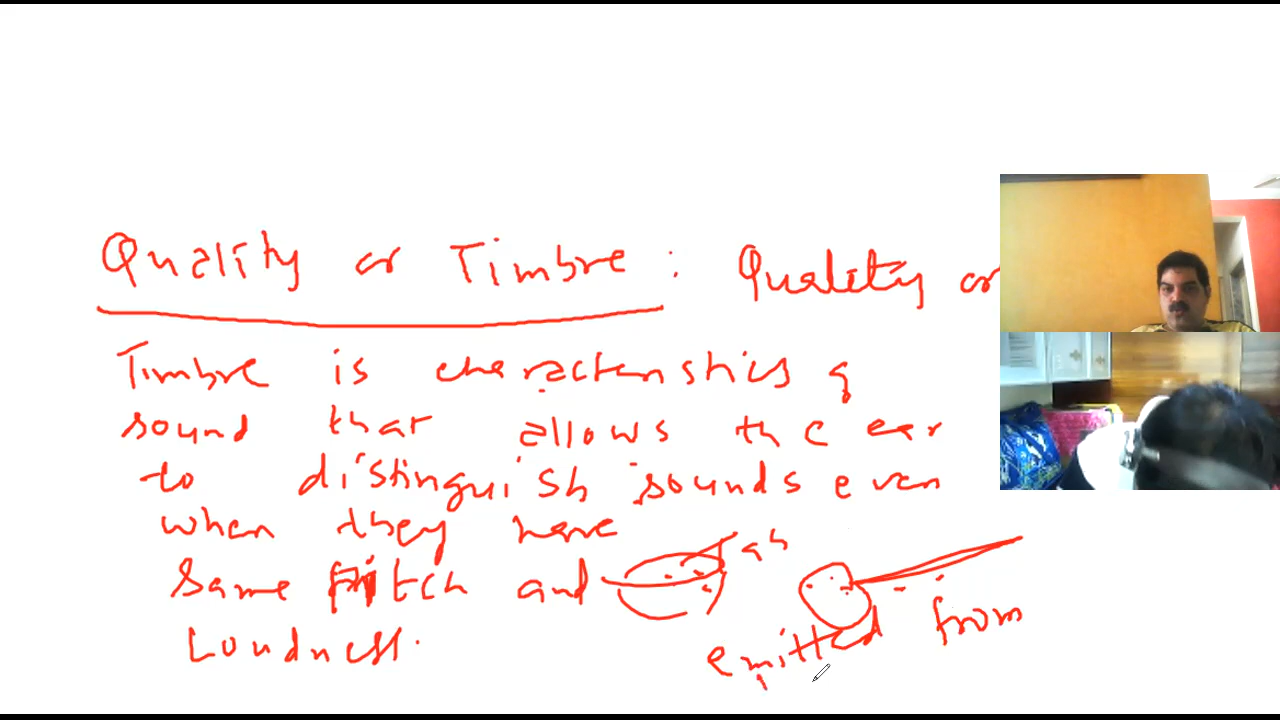 Quality or Timbre : Quality or
Timbre is characteristics of
sound that allows the ear
to distinguish sounds even
when they have
same Pitch and
Loudness.
emitted from